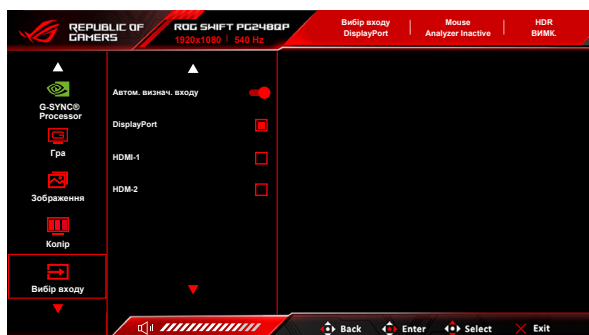 REPUBLIC OF
GAMERS
ROG SWIFT PG248QP
1920x1080 | 540 Hz
Вибір входу
DisplayPort
Mouse
Analyzer Inactive
HDR
ВИМК.
G-SYNC®
Processor
Гра
Зображення
Колір
Вибір входу
Автом. визнач. входу
DisplayPort
HDMI-1
HDM-2
Back
Enter
Select
Exit